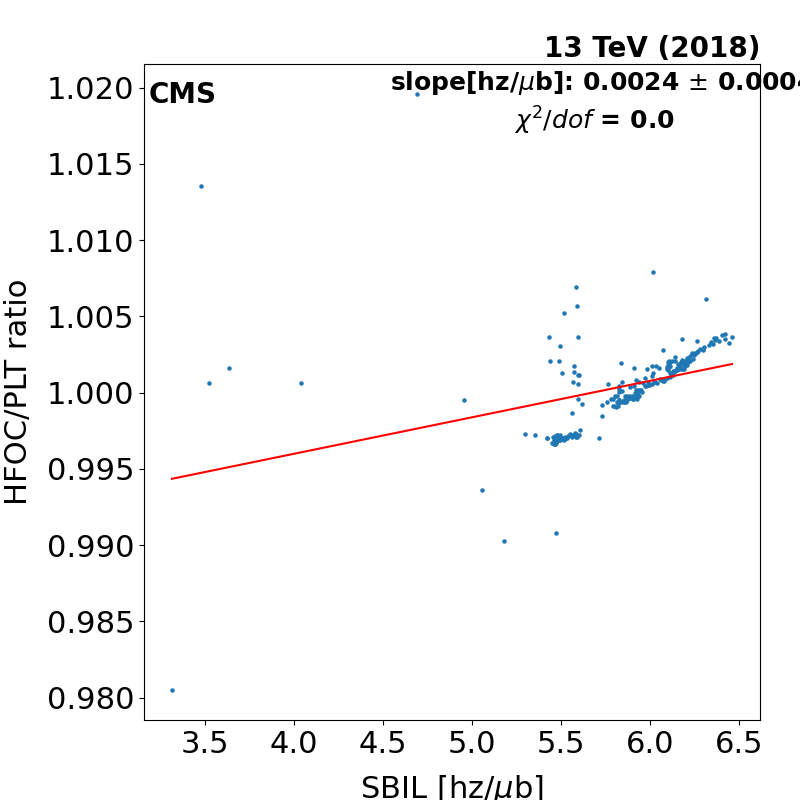 13 TeV (2018)
CMS
slope[hz/μb]: 0.0024 ± 0.0004
χ²/dof = 0.0
HFOC/PLT ratio
1.020
1.015
1.010
1.005
1.000
0.995
0.990
0.985
0.980
3.5 4.0 4.5 5.0 5.5 6.0 6.5
SBIL [hz/μb]